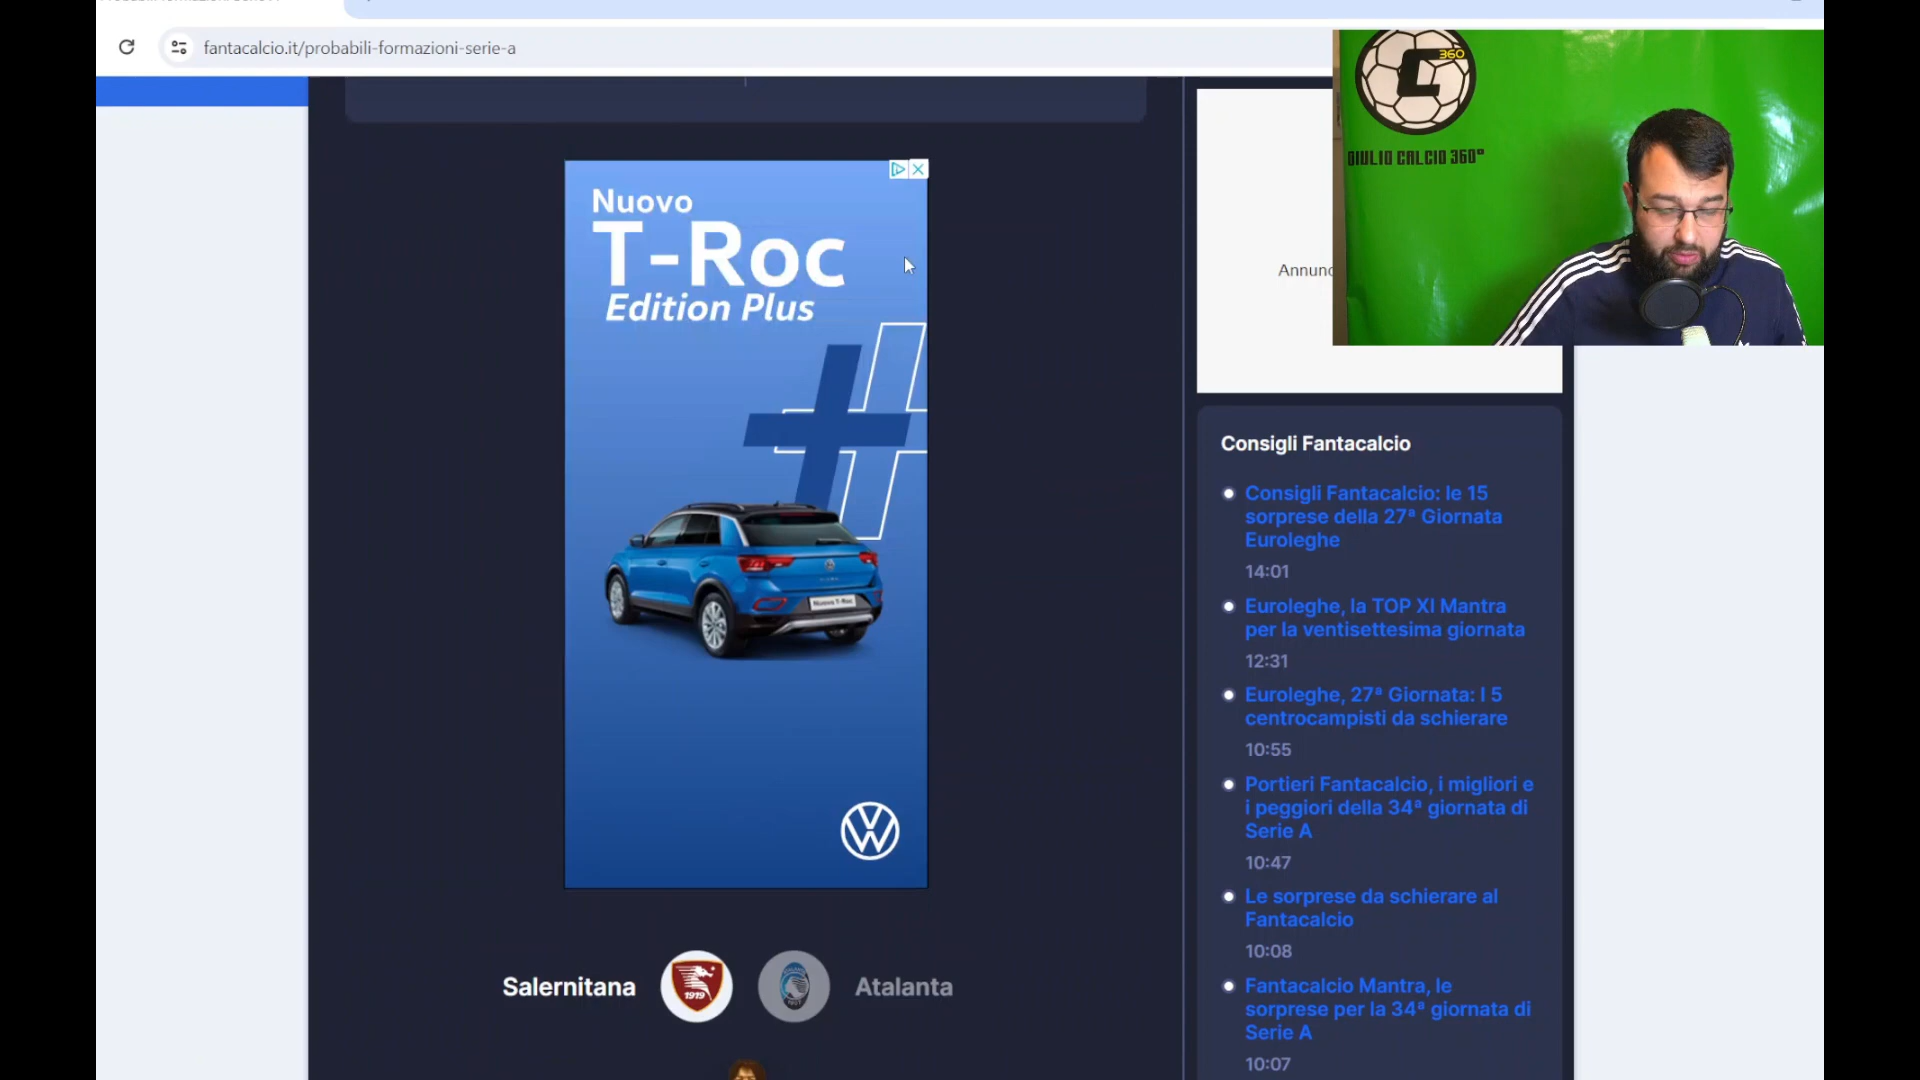 fantacalcio.it/probabili-formazioni-serie-a
360
C
GIULIO CALCIO 360°
Nuovo
T-Roc
Edition Plus
Nuovo T-Roc
Salernitana
1919
Atalanta
Consigli Fantacalcio
Consigli Fantacalcio: le 15
sorprese della 27ª Giornata
Euroleghe
14:01
Euroleghe, la TOP XI Mantra
per la ventisettesima giornata
12:31
Euroleghe, 27ª Giornata: I 5
centrocampisti da schierare
10:55
Portieri Fantacalcio, i migliori e
i peggiori della 34ª giornata di
Serie A
10:47
Le sorprese da schierare al
Fantacalcio
10:08
Fantacalcio Mantra, le
sorprese per la 34ª giornata di
Serie A
10:07